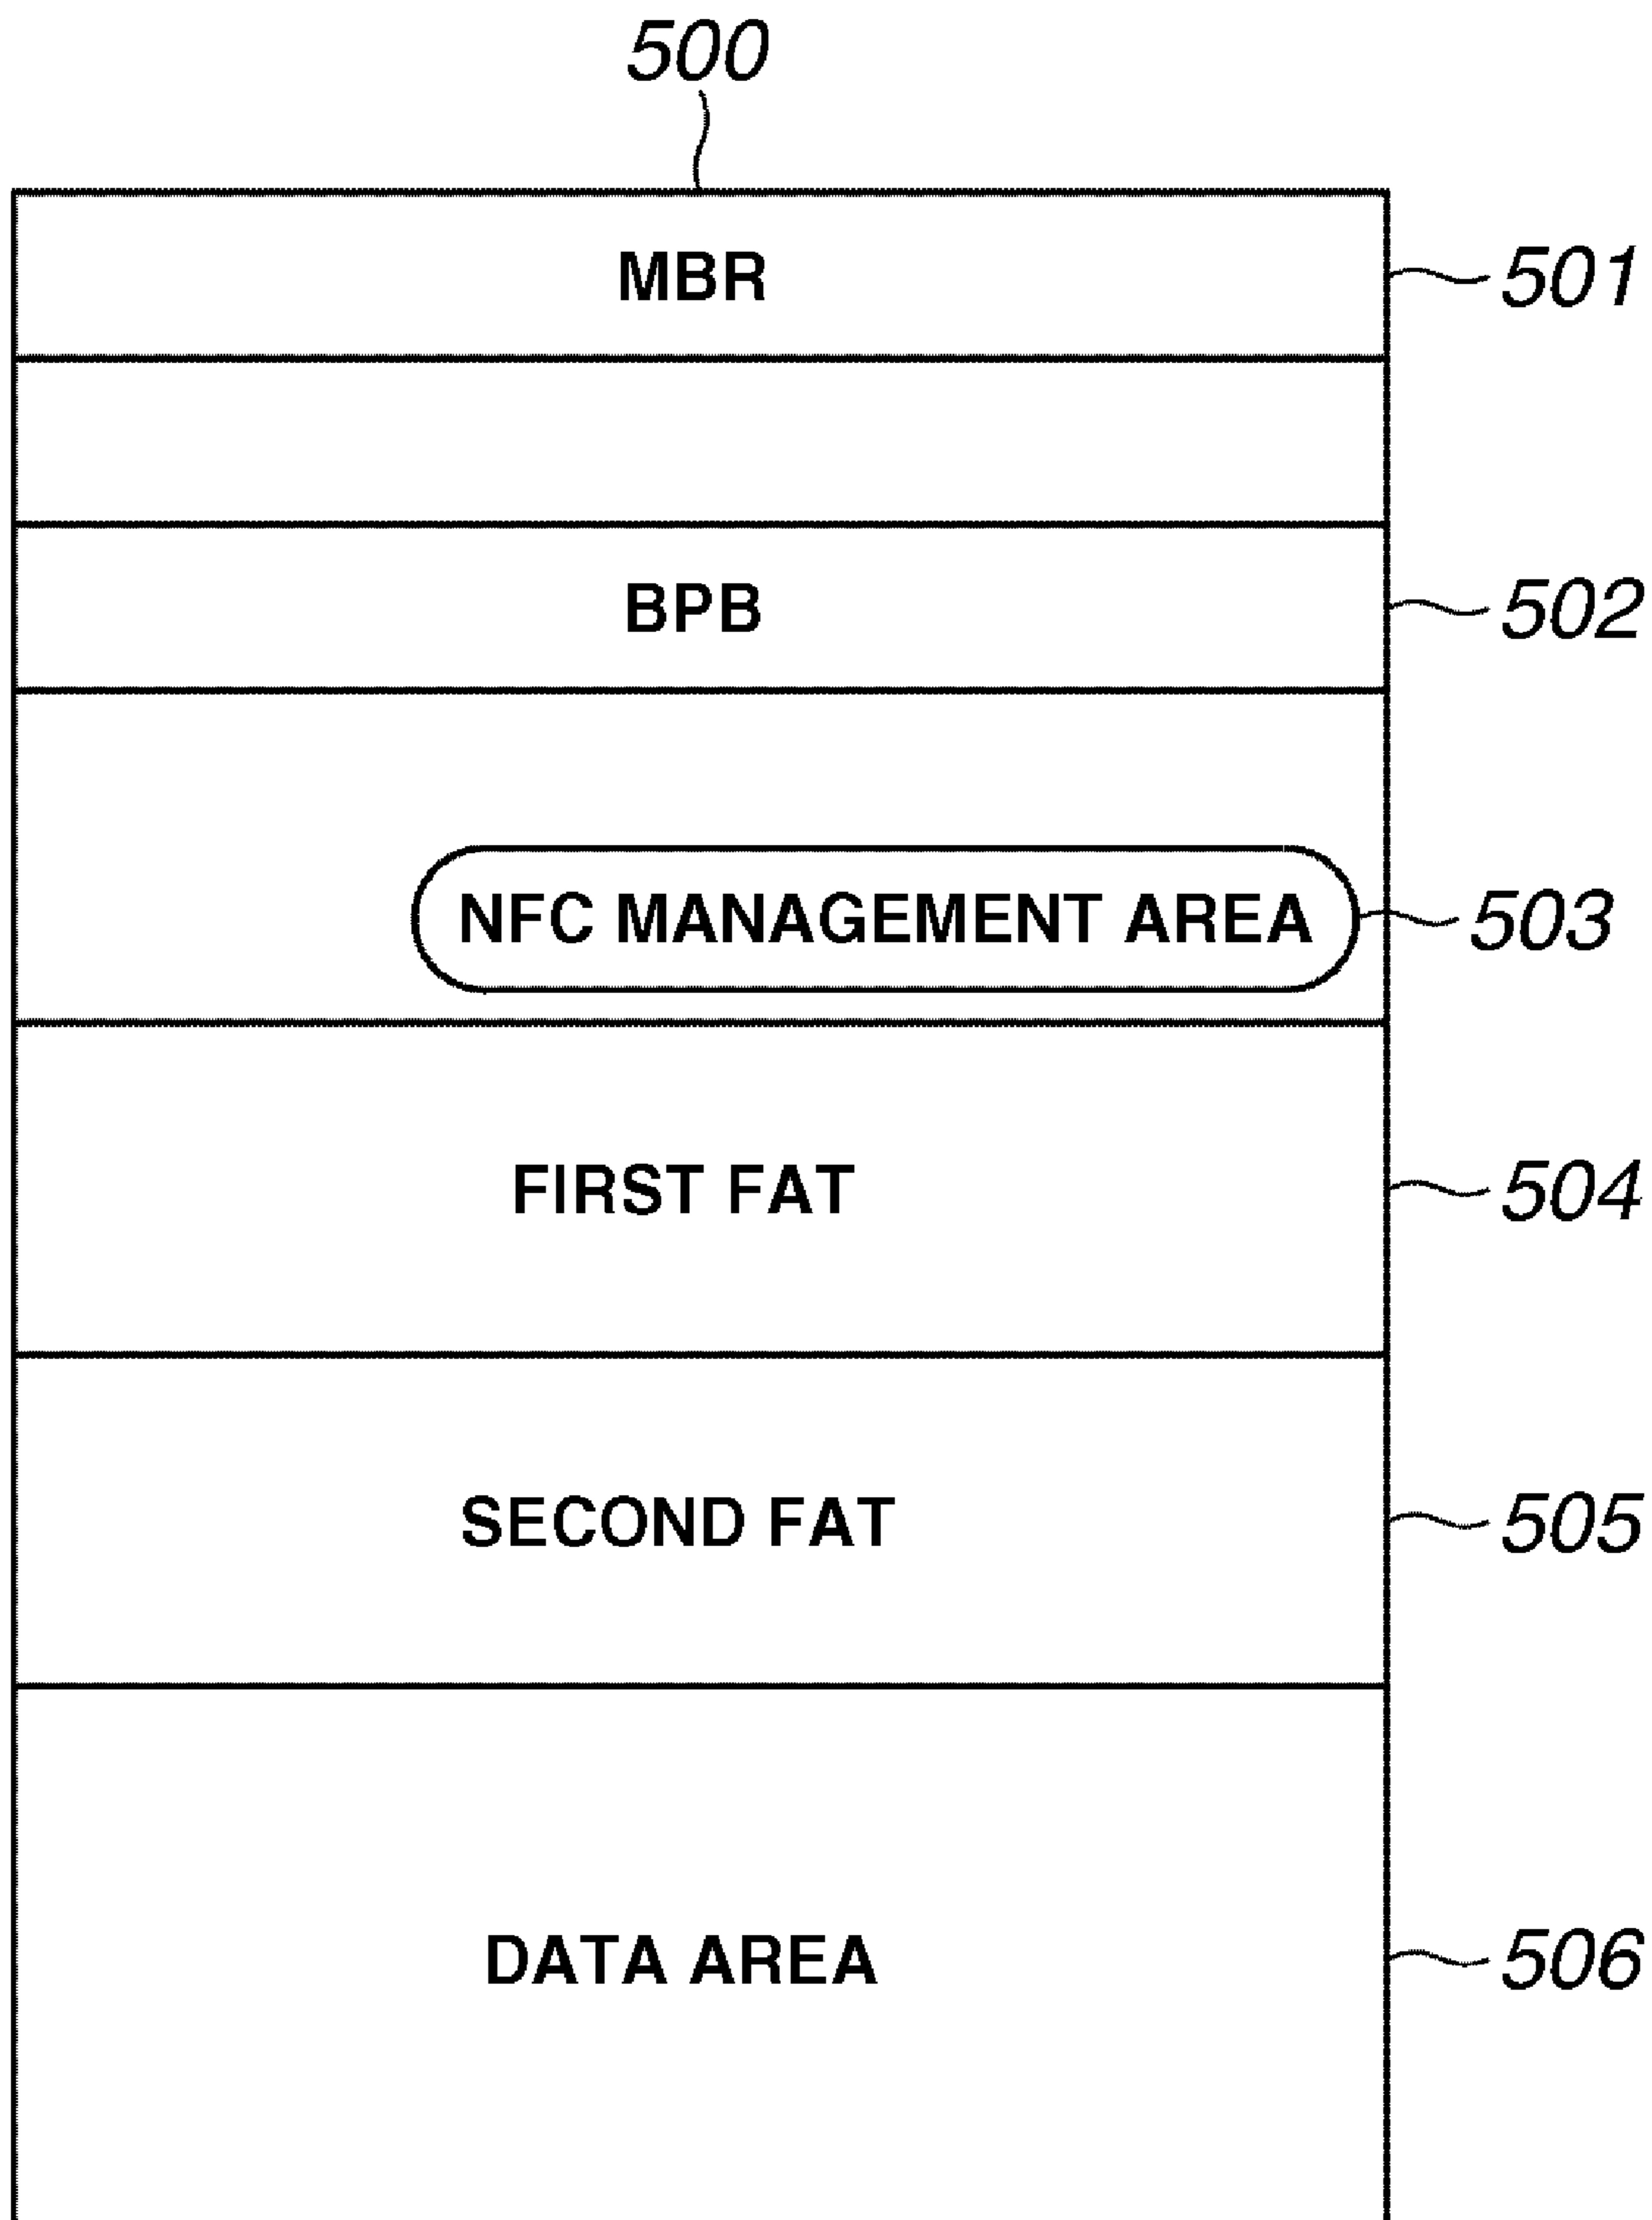 500
MBR 501
BPB 502
NFC MANAGEMENT AREA 503
FIRST FAT 504
SECOND FAT 505
DATA AREA 506